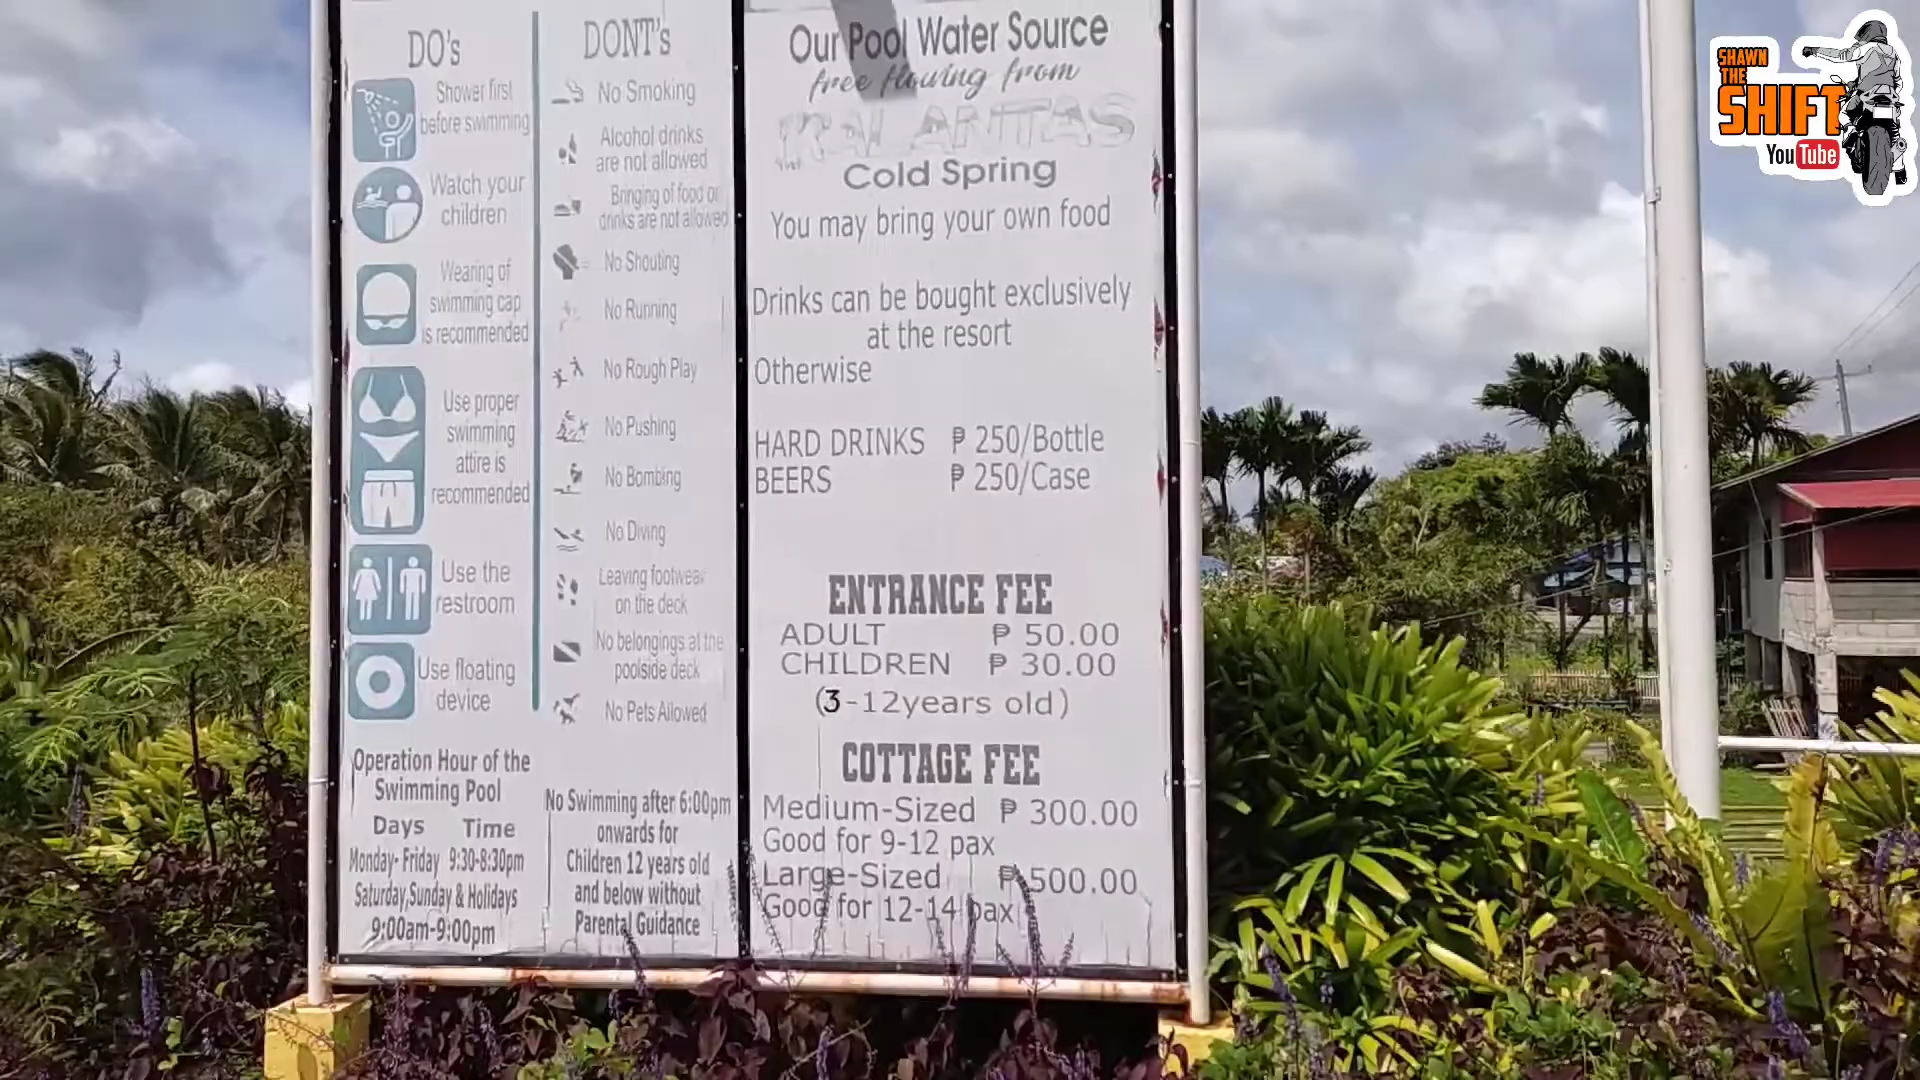 DO's
Shower first
before swimming
Watch your
children
Wearing of
swimming cap
is recommended
Use proper
swimming
attire is
recommended
Use the
restroom
Use floating
device
Operation Hour of the
Swimming Pool
Days Time
Monday- Friday 9:30-8:30pm
Saturday,Sunday & Holidays
9:00am-9:00pm
DONT's
No Smoking
Alcohol drinks
are not allowed
Bringing of food or
drinks are not allowed
No Shouting
No Running
No Rough Play
No Pushing
No Bombing
No Diving
Leaving footwear
on the deck
No belongings at the
poolside deck
No Pets Allowed
No Swimming after 6:00pm
onwards for
Children 12 years old
and below without
Parental Guidance
Our Pool Water Source
free flowing from
KALANTAS
Cold Spring
You may bring your own food
Drinks can be bought exclusively
at the resort
Otherwise
HARD DRINKS ₱ 250/Bottle
BEERS ₱ 250/Case
ENTRANCE FEE
ADULT ₱ 50.00
CHILDREN ₱ 30.00
(3-12years old)
COTTAGE FEE
Medium-Sized ₱ 300.00
Good for 9-12 pax
Large-Sized ₱ 500.00
Good for 12-14 pax
SHAWN
THE
SHIFT
YouTube